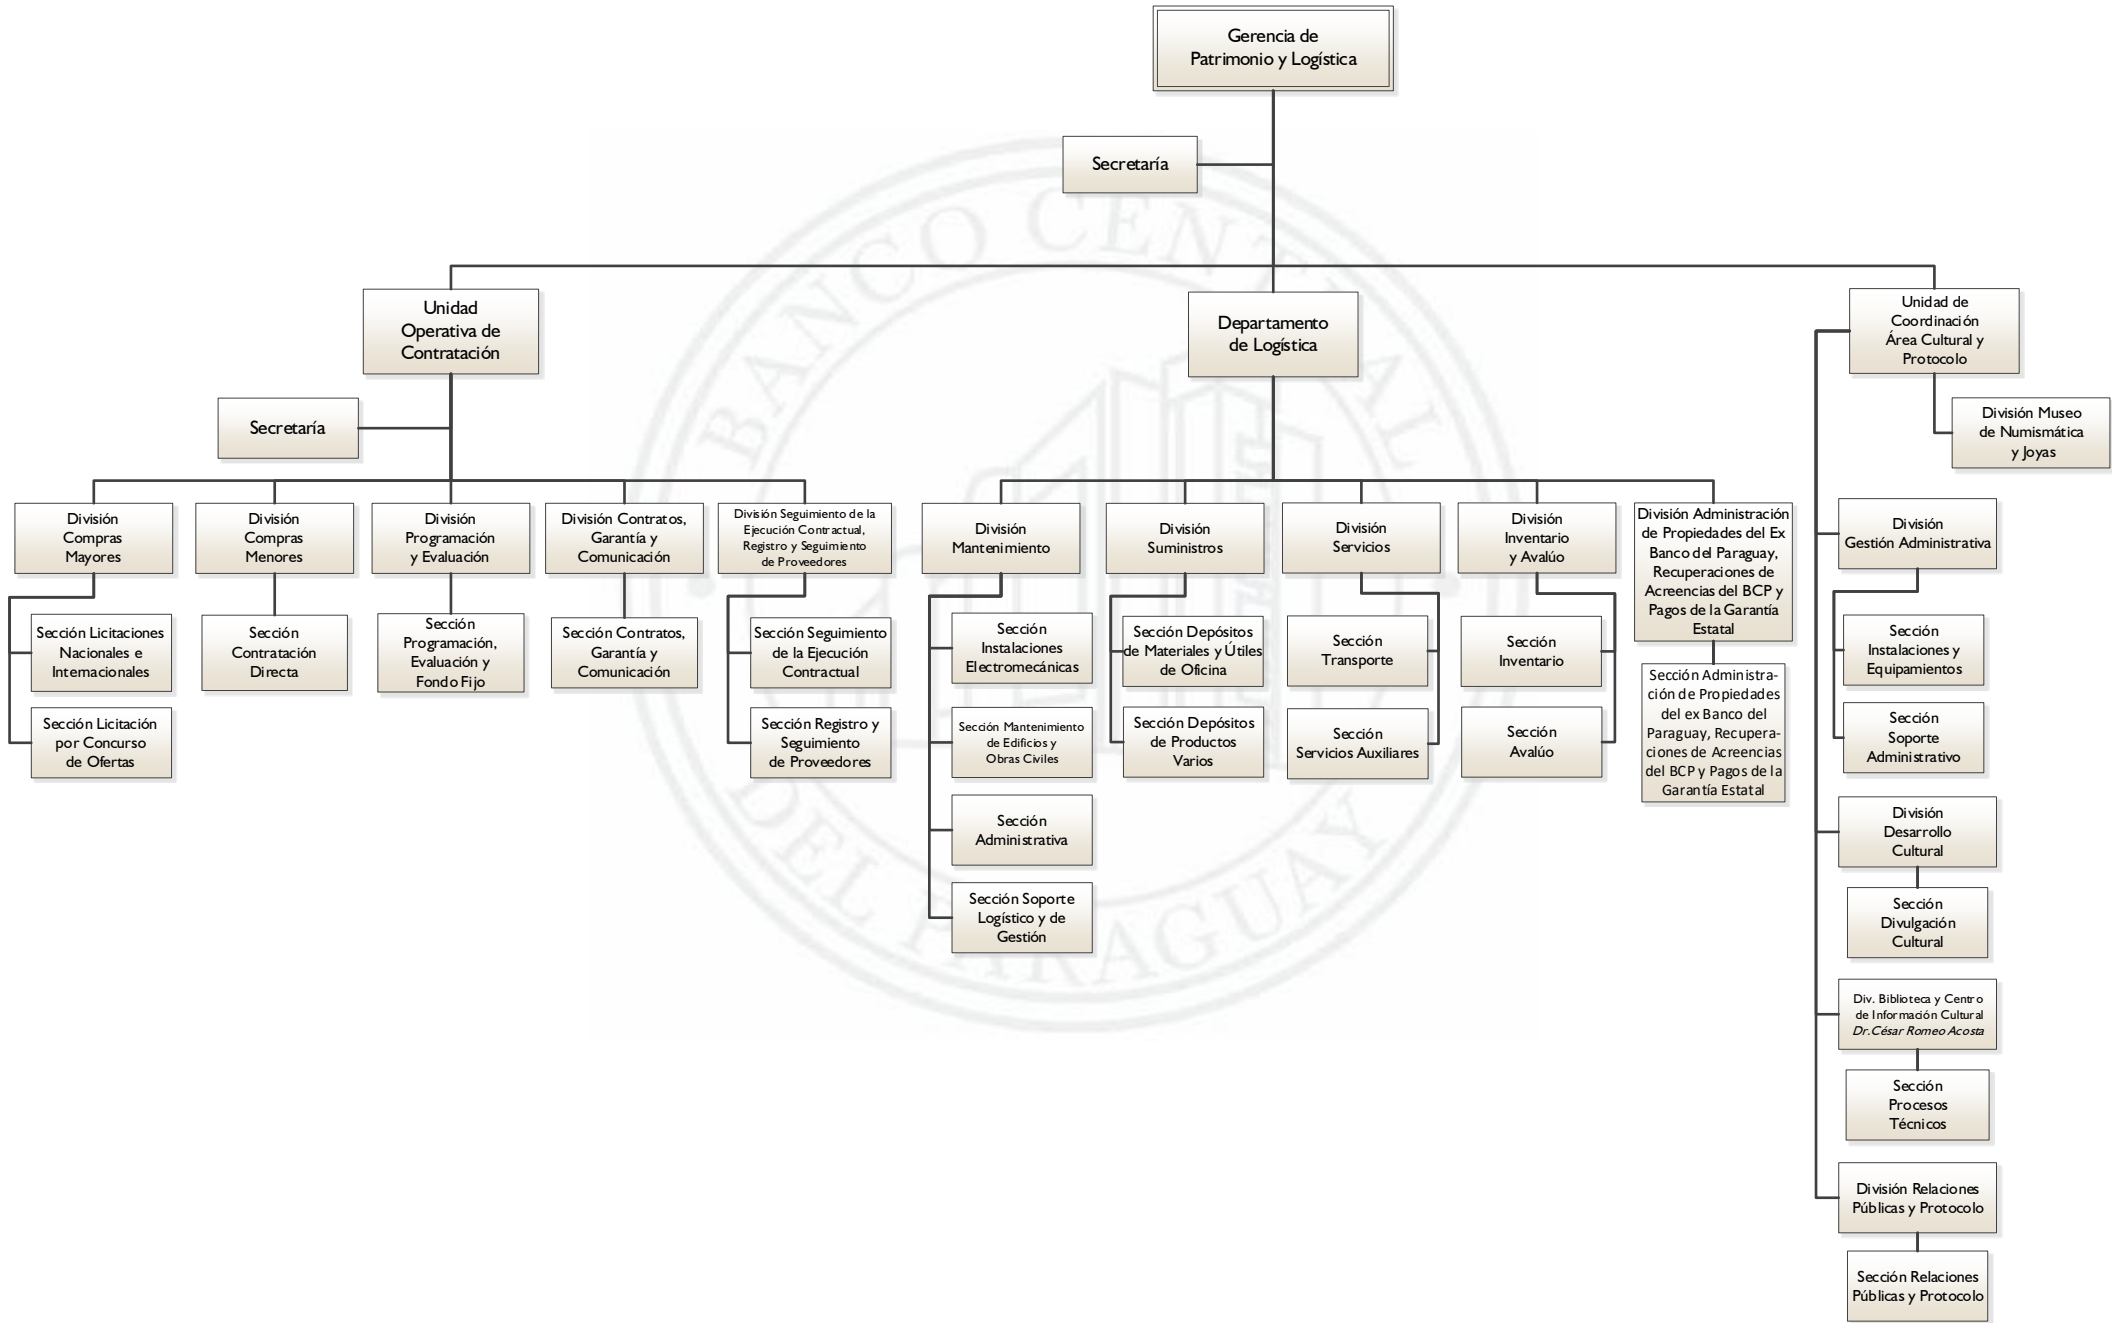 Gerencia de
Patrimonio y Logística
Secretaría
BANCO CENTRAL
DEL PARAGUAY
Unidad
Operativa de
Contratación
Departamento
de Logística
Unidad de
Coordinación
Área Cultural y
Protocolo
Secretaría
División Museo
de Numismática
y Joyas
División
Compras
Mayores
División
Compras
Menores
División
Programación
y Evaluación
División Contratos,
Garantía y
Comunicación
División Seguimiento de la
Ejecución Contractual,
Registro y Seguimiento
de Proveedores
División
Mantenimiento
División
Suministros
División
Servicios
División
Inventario
y Avalúo
División Administración
de Propiedades del Ex
Banco del Paraguay,
Recuperaciones de
Acreencias del BCP y
Pagos de la Garantía
Estatal
División
Gestión Administrativa
Sección Licitaciones
Nacionales e
Internacionales
Sección Licitación
por Concurso
de Ofertas
Sección
Contratación
Directa
Sección
Programación,
Evaluación y
Fondo Fijo
Sección Contratos,
Garantía y
Comunicación
Sección Seguimiento
de la Ejecución
Contractual
Sección Registro y
Seguimiento
de Proveedores
Sección
Instalaciones
Electromecánicas
Sección Mantenimiento
de Edificios y
Obras Civiles
Sección
Administrativa
Sección Soporte
Logístico y de
Gestión
Sección Depósitos
de Materiales y Útiles
de Oficina
Sección Depósitos
de Productos
Varios
Sección
Transporte
Sección
Servicios Auxiliares
Sección
Inventario
Sección
Avalúo
Sección Administra-
ción de Propiedades
del ex Banco del
Paraguay, Recupera-
ciones de Acreencias
del BCP y Pagos de la
Garantía Estatal
Sección
Instalaciones y
Equipamientos
Sección
Soporte
Administrativo
División
Desarrollo
Cultural
Sección
Divulgación
Cultural
Div. Biblioteca y Centro
de Información Cultural
Dr.César Romeo Acosta
Sección
Procesos
Técnicos
División Relaciones
Públicas y Protocolo
Sección Relaciones
Públicas y Protocolo